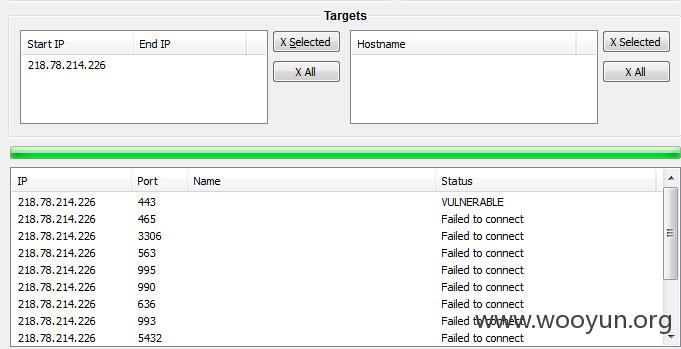 Targets
Start IP End IP
218.78.214.226
X Selected
X All
Hostname
X Selected
X All
IP Port Name Status
218.78.214.226 443 VULNERABLE
218.78.214.226 465 Failed to connect
218.78.214.226 3306 Failed to connect
218.78.214.226 563 Failed to connect
218.78.214.226 995 Failed to connect
218.78.214.226 990 Failed to connect
218.78.214.226 636 Failed to connect
218.78.214.226 993 Failed to connect
218.78.214.226 5432 Failed to connect
www.wooyun.org